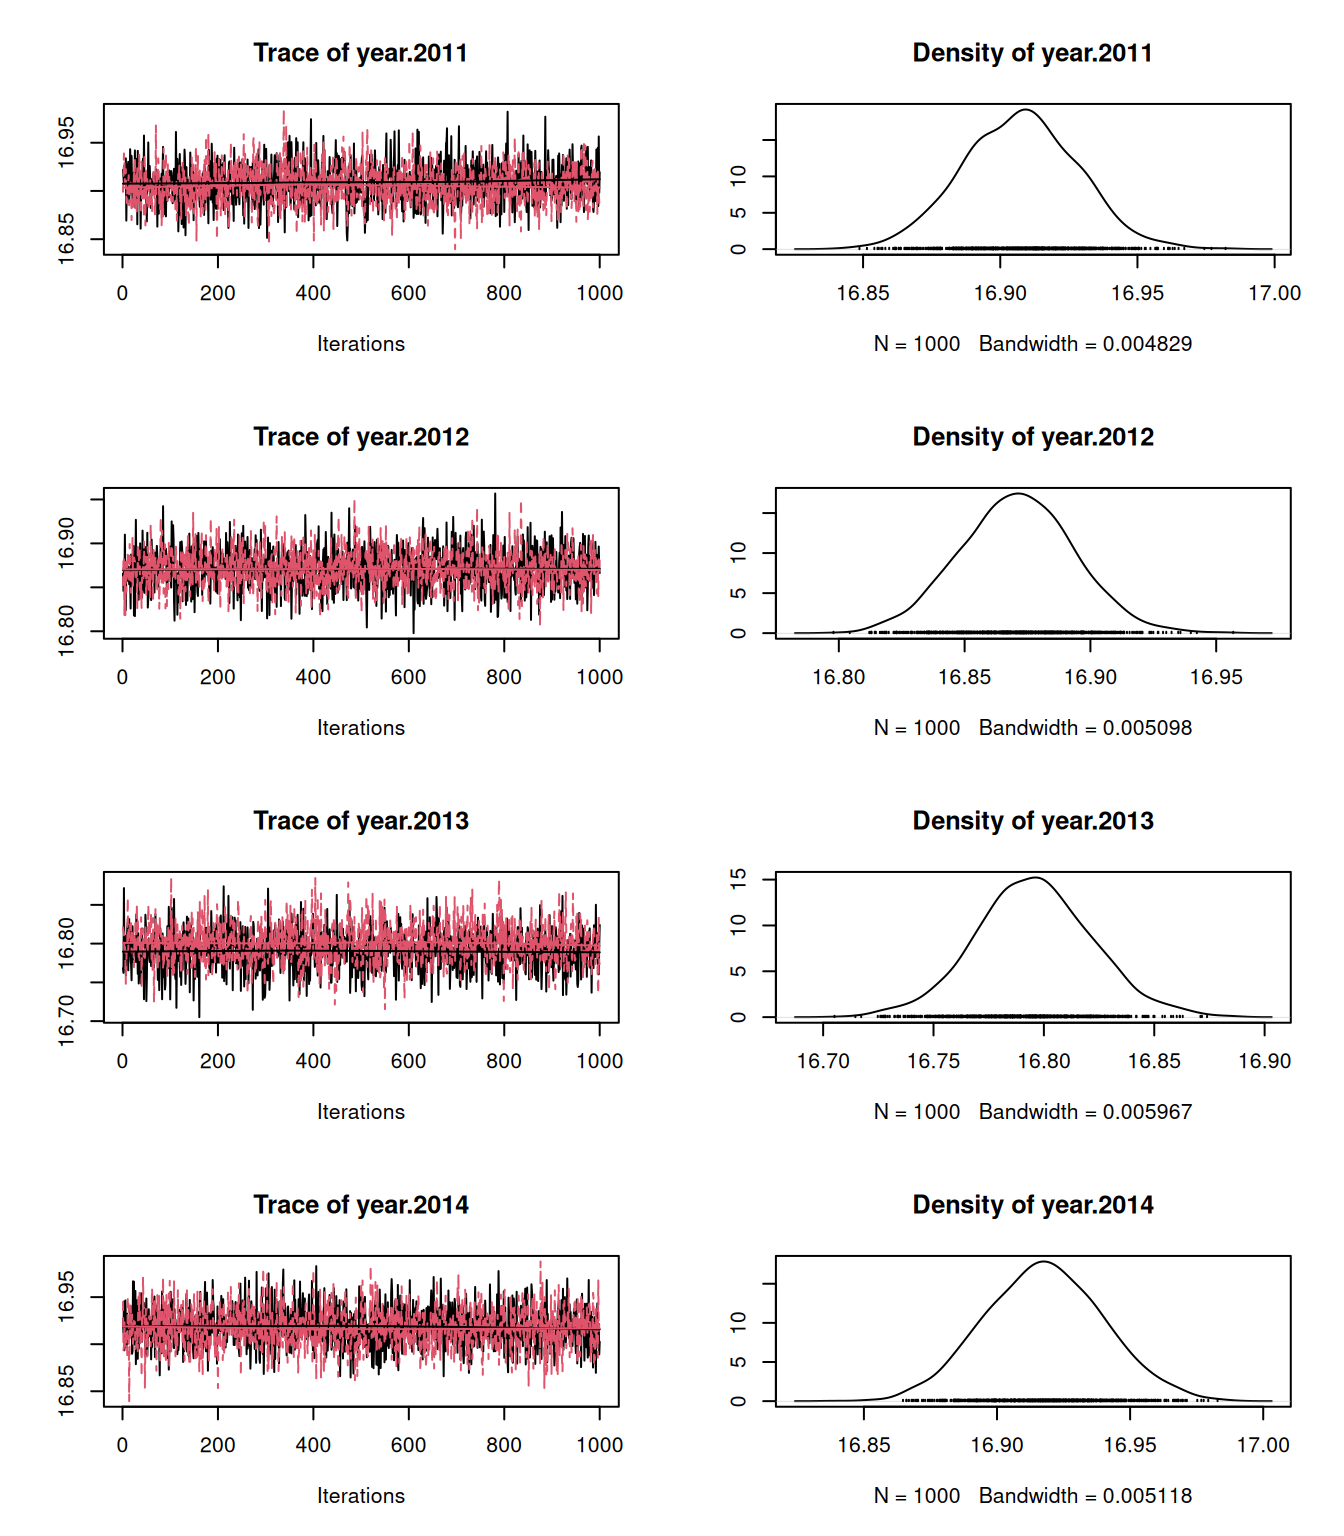 Trace of year.2011
16.85 16.95
0 200 400 600 800 1000
Iterations
Density of year.2011
0 5 10
16.85 16.90 16.95 17.00
N = 1000 Bandwidth = 0.004829
Trace of year.2012
16.80 16.90
0 200 400 600 800 1000
Iterations
Density of year.2012
0 5 10
16.80 16.85 16.90 16.95
N = 1000 Bandwidth = 0.005098
Trace of year.2013
16.70 16.80
0 200 400 600 800 1000
Iterations
Density of year.2013
0 5 10 15
16.70 16.75 16.80 16.85 16.90
N = 1000 Bandwidth = 0.005967
Trace of year.2014
16.85 16.95
0 200 400 600 800 1000
Iterations
Density of year.2014
0 5 10
16.85 16.90 16.95 17.00
N = 1000 Bandwidth = 0.005118